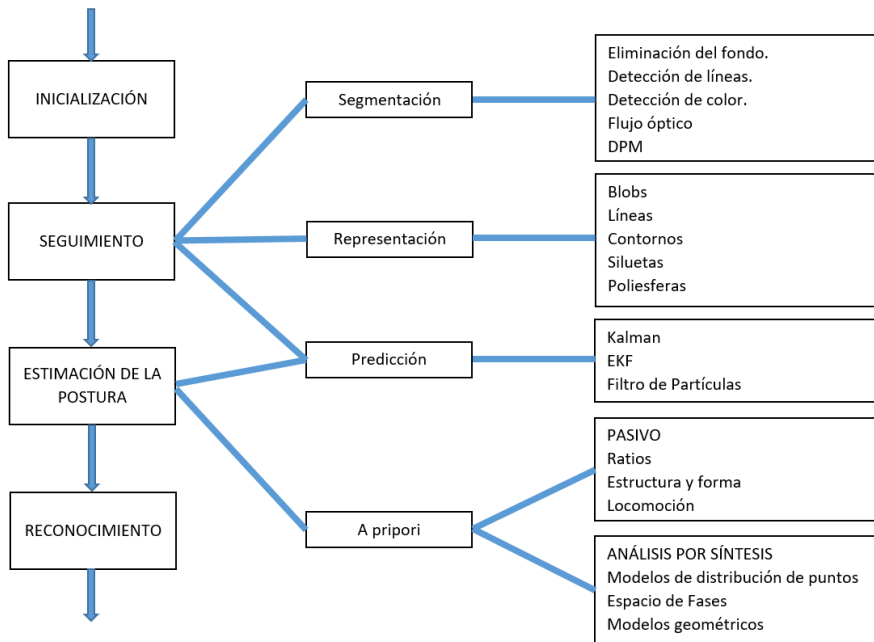 INICIALIZACIÓN
SEGUIMIENTO
ESTIMACIÓN DE LA
POSTURA
RECONOCIMIENTO
Segmentación
Representación
Predicción
A pripori
Eliminación del fondo.
Detección de líneas.
Detección de color.
Flujo óptico
DPM
Blobs
Líneas
Contornos
Siluetas
Poliesferas
Kalman
EKF
Filtro de Partículas
PASIVO
Ratios
Estructura y forma
Locomoción
ANÁLISIS POR SÍNTESIS
Modelos de distribución de puntos
Espacio de Fases
Modelos geométricos